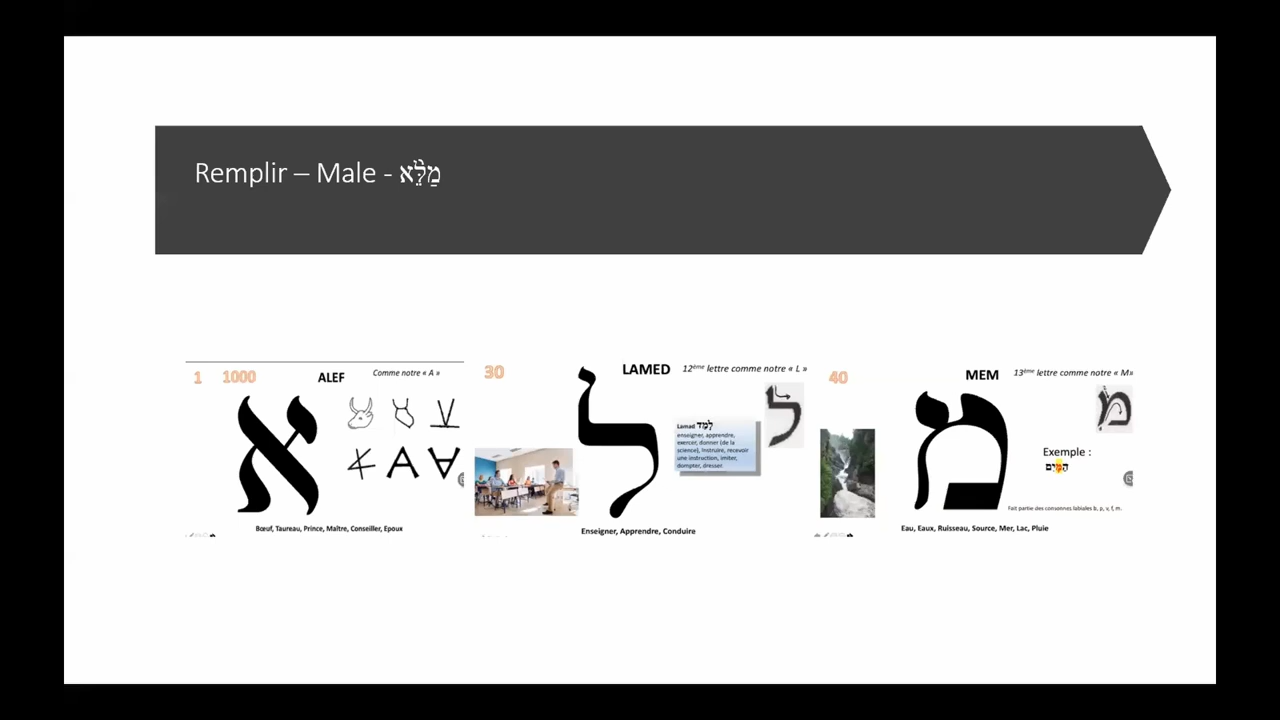 Remplir – Male - מַלֵּא
1 1000 ALEF Comme notre « A »
א
Bœuf, Taureau, Prince, Maître, Conseiller, Epoux
30 LAMED 12ème lettre comme notre « L »
ל
Lamad לָמַד
enseigner, apprendre,
exercer, donner (de la
science), instruire, recevoir
une instruction, imiter,
dompter, dresser.
Enseigner, Apprendre, Conduire
40 MEM 13ème lettre comme notre « M»
מ
Exemple :
הַמַּיִם
Fait partie des consonnes labiales b, p, v, f, m.
Eau, Eaux, Ruisseau, Source, Mer, Lac, Pluie